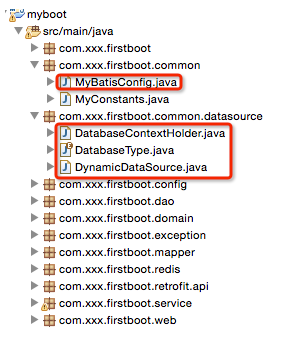 myboot
src/main/java
com.xxx.firstboot
com.xxx.firstboot.common
MyBatisConfig.java
MyConstants.java
com.xxx.firstboot.common.datasource
DatabaseContextHolder.java
DatabaseType.java
DynamicDataSource.java
com.xxx.firstboot.config
com.xxx.firstboot.dao
com.xxx.firstboot.domain
com.xxx.firstboot.exception
com.xxx.firstboot.mapper
com.xxx.firstboot.redis
com.xxx.firstboot.retrofit.api
com.xxx.firstboot.service
com.xxx.firstboot.web